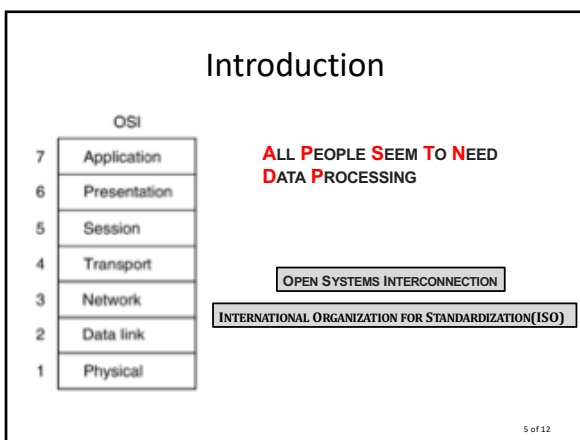 Introduction
OSI
7 Application
6 Presentation
5 Session
4 Transport
3 Network
2 Data link
1 Physical
ALL PEOPLE SEEM TO NEED
DATA PROCESSING
OPEN SYSTEMS INTERCONNECTION
INTERNATIONAL ORGANIZATION FOR STANDARDIZATION(ISO)
5 of 12